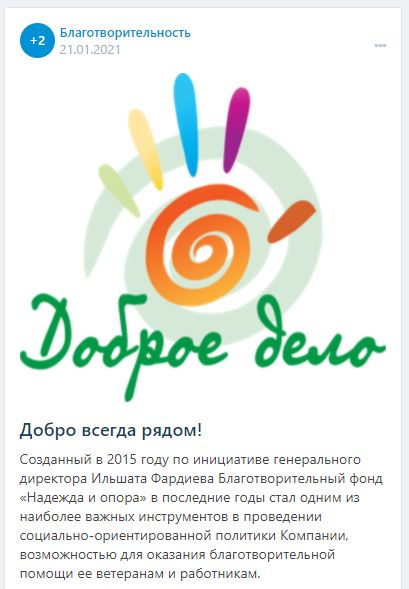 +2
Благотворительность
21.01.2021
Доброе дело
Добро всегда рядом!
Созданный в 2015 году по инициативе генерального
директора Ильшата Фардиева Благотворительный фонд
«Надежда и опора» в последние годы стал одним из
наиболее важных инструментов в проведении
социально-ориентированной политики Компании,
возможностью для оказания благотворительной
помощи ее ветеранам и работникам.